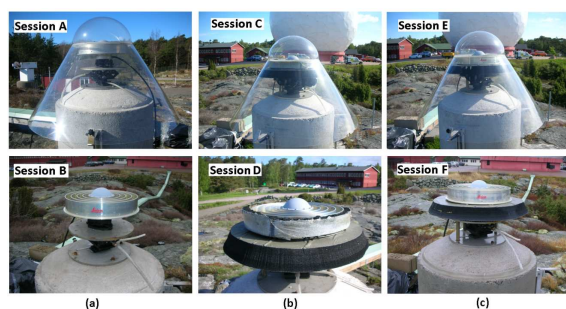 Session A
Session C
Session E
Session B
Session D
Session F
(a)
(b)
(c)